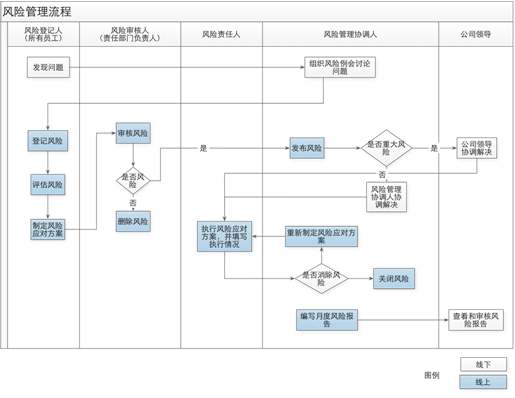 风险管理流程
风险登记人
（所有员工）
风险审核人
（责任部门负责人）
风险责任人
风险管理协调人
公司领导
发现问题
组织风险例会讨论
问题
登记风险
审核风险
是
发布风险
是否重大风
险
是
公司领导
协调解决
评估风险
是否风
险
否
否
风险管理
协调人协
调解决
制定风险
应对方案
删除风险
执行风险应对
方案，并填写
执行情况
重新制定风险应对方
案
是否消除风
险
关闭风险
编写月度风险报
告
查看和审核风
险报告
图例
线下
线上